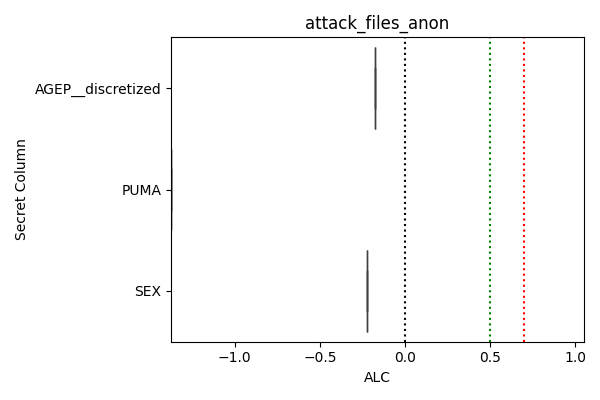 attack_files_anon
AGEP__discretized
PUMA
SEX
Secret Column
−1.0 −0.5 0.0 0.5 1.0
ALC